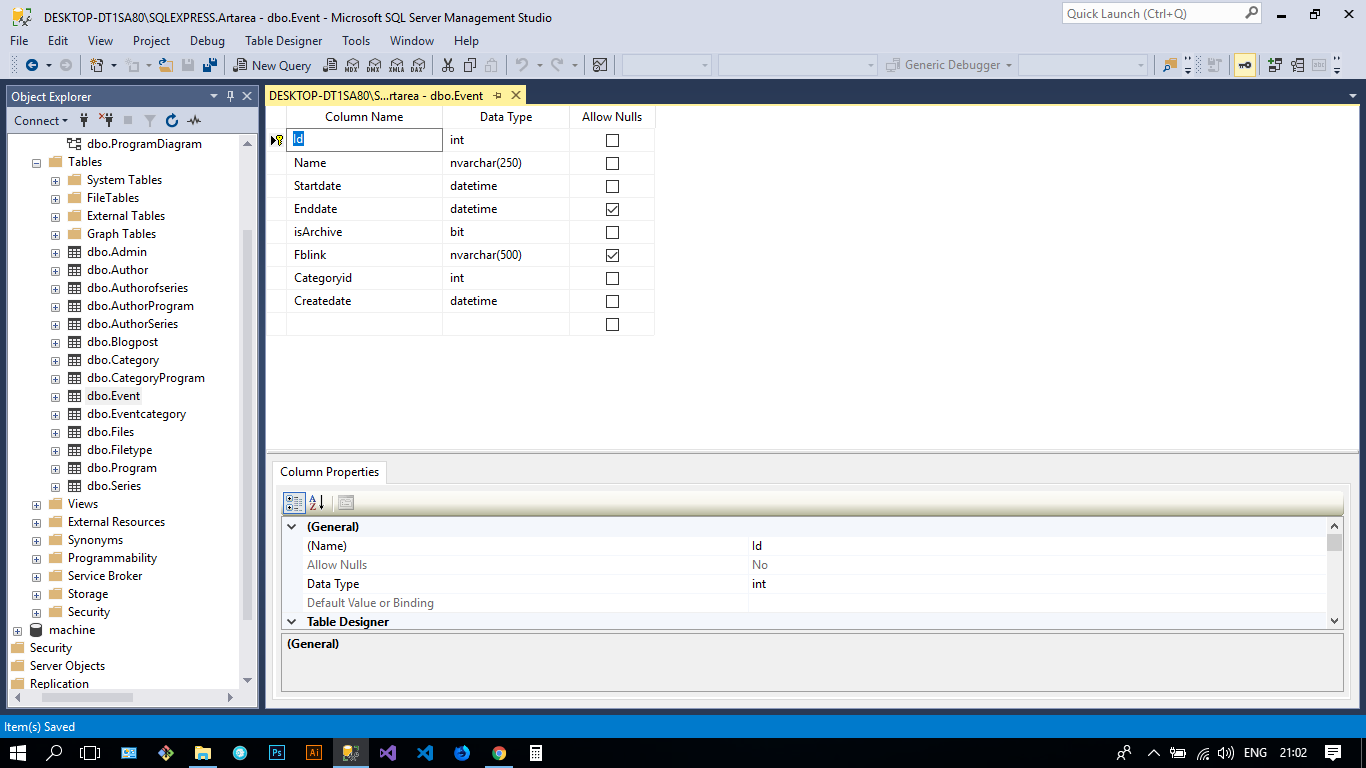 DESKTOP-DT1SA80\SQLEXPRESS.Artarea - dbo.Event - Microsoft SQL Server Management Studio
Quick Launch (Ctrl+Q)
File Edit View Project Debug Table Designer Tools Window Help
New Query MDX DMX XMLA DAX Generic Debugger
Object Explorer
Connect
dbo.ProgramDiagram
Tables
System Tables
FileTables
External Tables
Graph Tables
dbo.Admin
dbo.Author
dbo.Authorofseries
dbo.AuthorProgram
dbo.AuthorSeries
dbo.Blogpost
dbo.Category
dbo.CategoryProgram
dbo.Event
dbo.Eventcategory
dbo.Files
dbo.Filetype
dbo.Program
dbo.Series
Views
External Resources
Synonyms
Programmability
Service Broker
Storage
Security
machine
Security
Server Objects
Replication
DESKTOP-DT1SA80\S...rtarea - dbo.Event
Column Name Data Type Allow Nulls
Id int
Name nvarchar(250)
Startdate datetime
Enddate datetime
isArchive bit
Fblink nvarchar(500)
Categoryid int
Createdate datetime
Column Properties
A Z
(General)
(Name) Id
Allow Nulls No
Data Type int
Default Value or Binding
Table Designer
(General)
Item(s) Saved
Ps Ai ENG 21:02